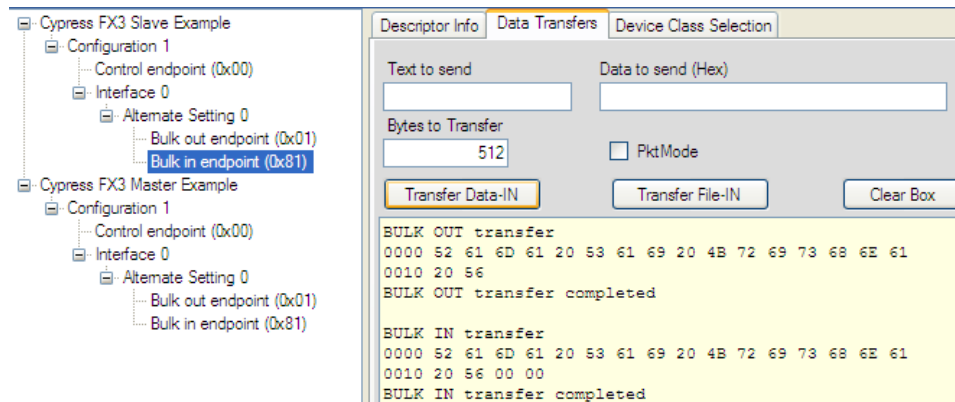 Cypress FX3 Slave Example
Configuration 1
Control endpoint (0x00)
Interface 0
Alternate Setting 0
Bulk out endpoint (0x01)
Bulk in endpoint (0x81)
Cypress FX3 Master Example
Configuration 1
Control endpoint (0x00)
Interface 0
Alternate Setting 0
Bulk out endpoint (0x01)
Bulk in endpoint (0x81)
Descriptor Info Data Transfers Device Class Selection
Text to send Data to send (Hex)
Bytes to Transfer
512 PktMode
Transfer Data-IN Transfer File-IN Clear Box
BULK OUT transfer
0000 52 61 6D 61 20 53 61 69 20 4B 72 69 73 68 6E 61
0010 20 56
BULK OUT transfer completed
BULK IN transfer
0000 52 61 6D 61 20 53 61 69 20 4B 72 69 73 68 6E 61
0010 20 56 00 00
BULK IN transfer completed